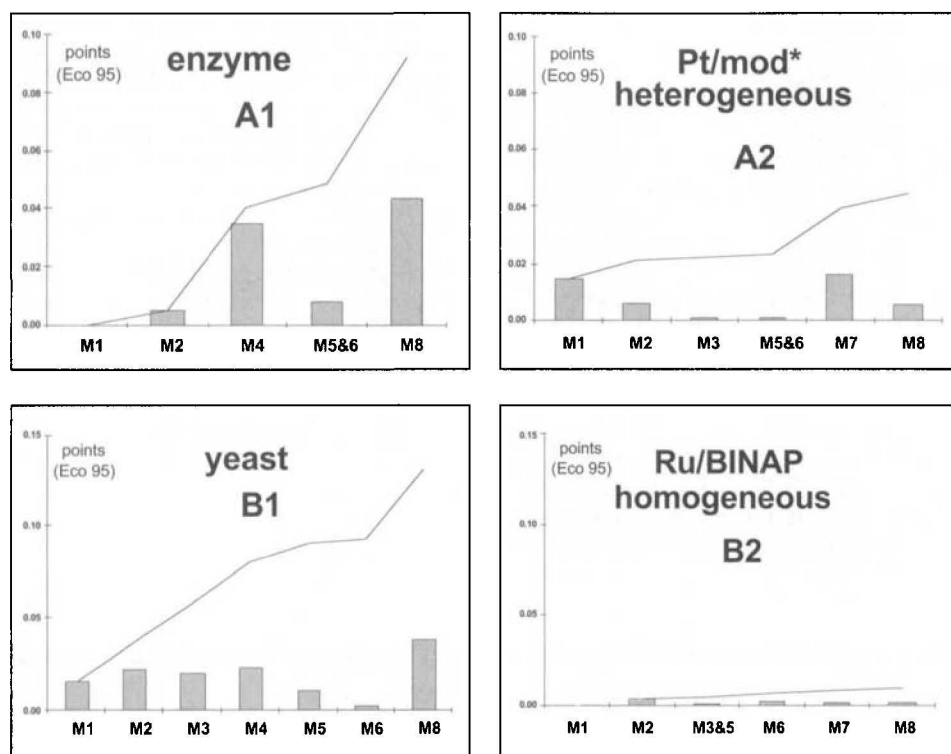 points
(Eco 95)
enzyme
A1
0.10
0.08
0.06
0.04
0.02
0.00
M1 M2 M4 M5&6 M8
points
(Eco 95)
Pt/mod*
heterogeneous
A2
0.10
0.08
0.06
0.04
0.02
0.00
M1 M2 M3 M5&6 M7 M8
points
(Eco 95)
yeast
B1
0.15
0.10
0.05
0.00
M1 M2 M3 M4 M5 M6 M8
points
(Eco 95)
Ru/BINAP
homogeneous
B2
0.15
0.10
0.05
0.00
M1 M2 M3&5 M6 M7 M8